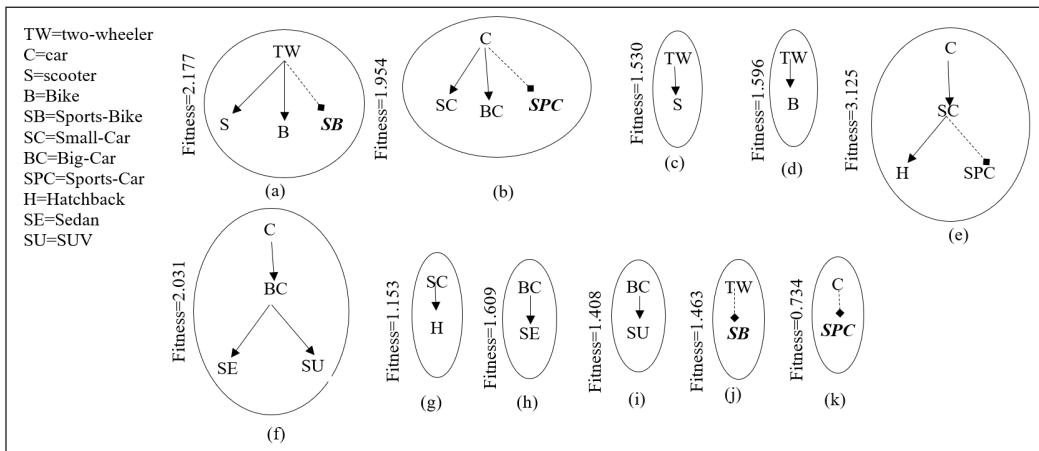 TW=two-wheeler
C=car
S=scooter
B=Bike
SB=Sports-Bike
SC=Small-Car
BC=Big-Car
SPC=Sports-Car
H=Hatchback
SE=Sedan
SU=SUV
Fitness=2.177
TW
S
B
SB
(a)
Fitness=1.954
C
SC
BC
SPC
(b)
Fitness=1.530
TW
S
(c)
Fitness=1.596
TW
B
(d)
Fitness=3.125
C
SC
H
SPC
(e)
Fitness=2.031
C
BC
SE
SU
(f)
Fitness=1.153
SC
H
(g)
Fitness=1.609
BC
SE
(h)
Fitness=1.408
BC
SU
(i)
Fitness=1.463
TW
SB
(j)
Fitness=0.734
C
SPC
(k)